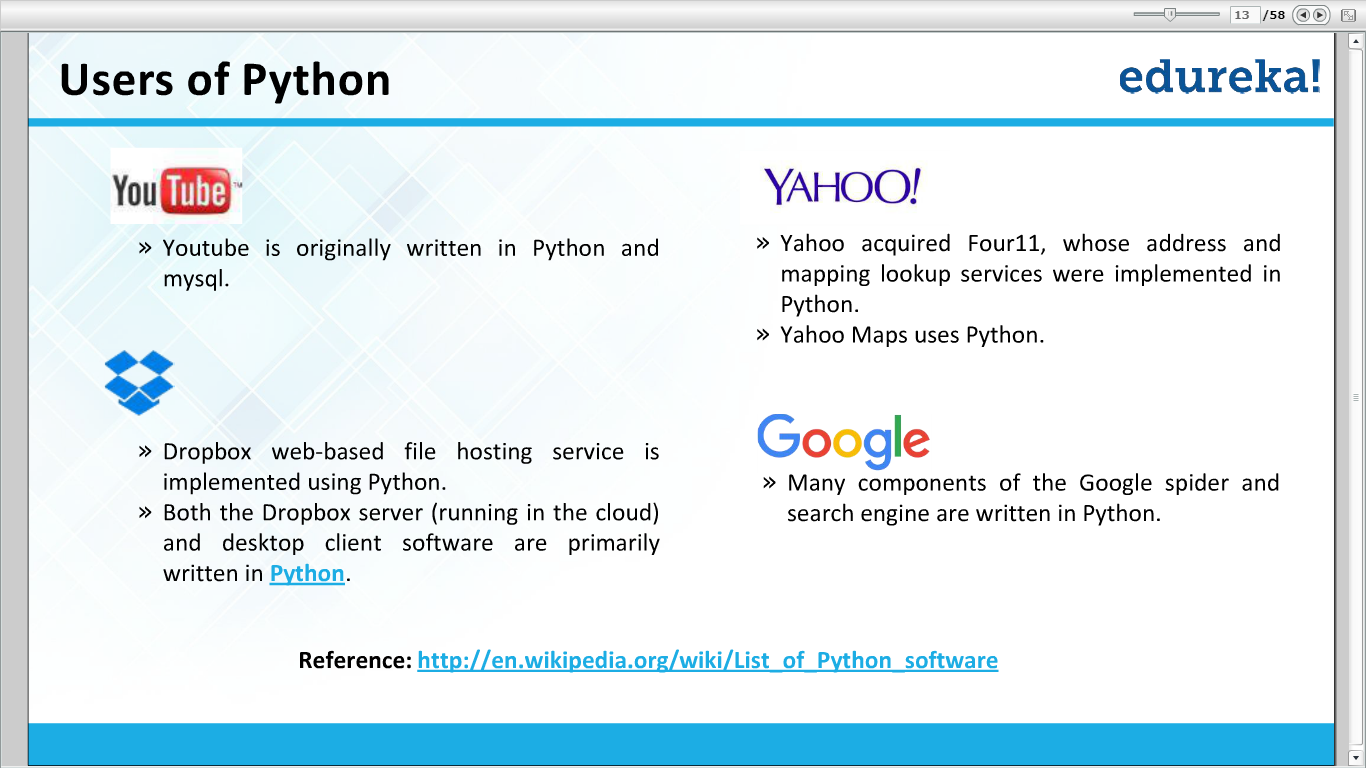 13 /58
Users of Python
edureka!
YouTube™
» Youtube is originally written in Python and
mysql.
» Dropbox web-based file hosting service is
implemented using Python.
» Both the Dropbox server (running in the cloud)
and desktop client software are primarily
written in Python.
YAHOO!
» Yahoo acquired Four11, whose address and
mapping lookup services were implemented in
Python.
» Yahoo Maps uses Python.
Google
» Many components of the Google spider and
search engine are written in Python.
Reference: http://en.wikipedia.org/wiki/List_of_Python_software